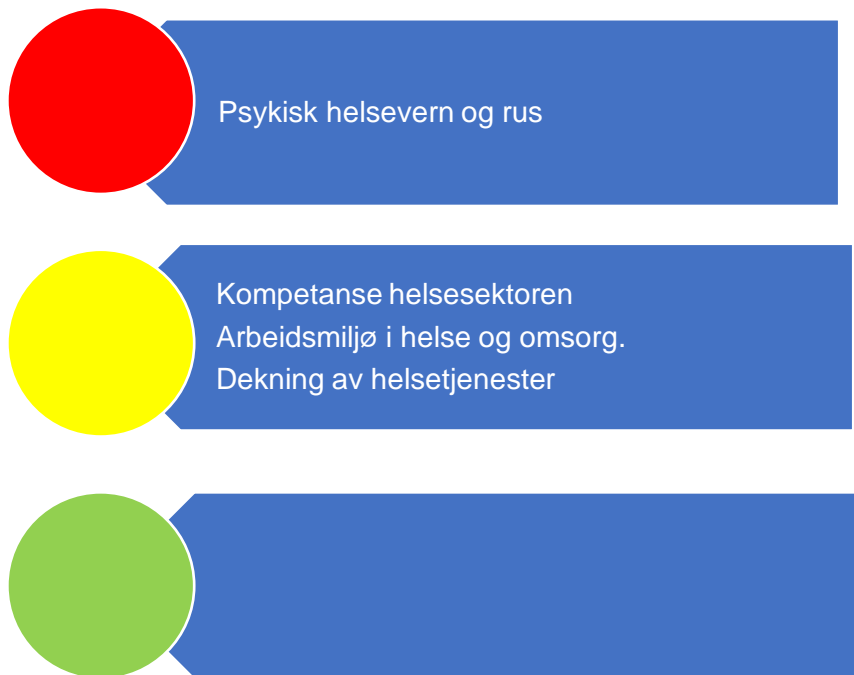 Psykisk helsevern og rus
Kompetanse helsesektoren
Arbeidsmiljø i helse og omsorg.
Dekning av helsetjenester